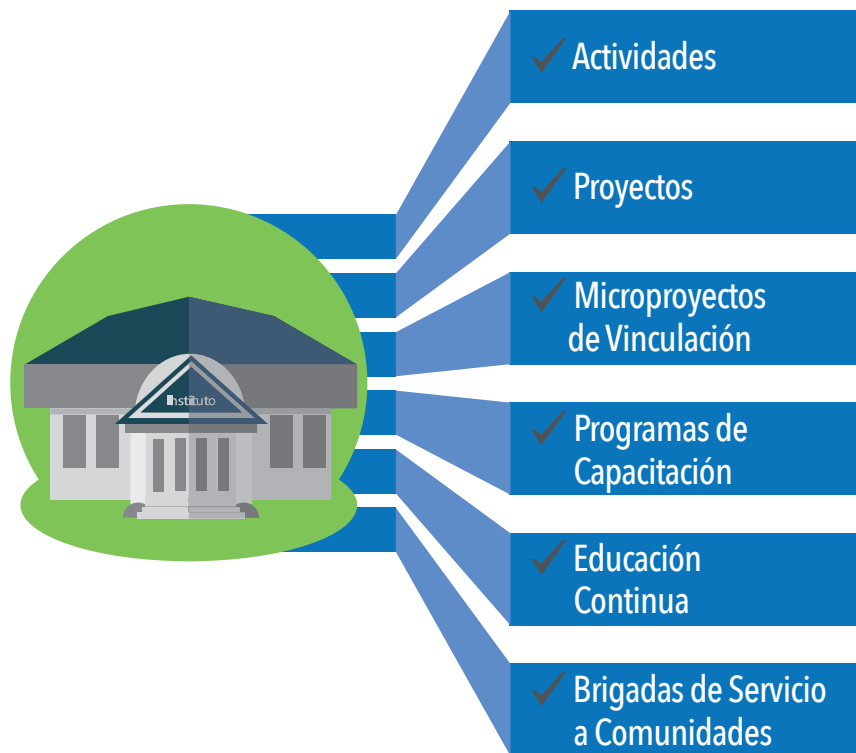 Actividades
Proyectos
Microproyectos
de Vinculación
Instituto
Programas de
Capacitación
Educación
Continua
Brigadas de Servicio
a Comunidades